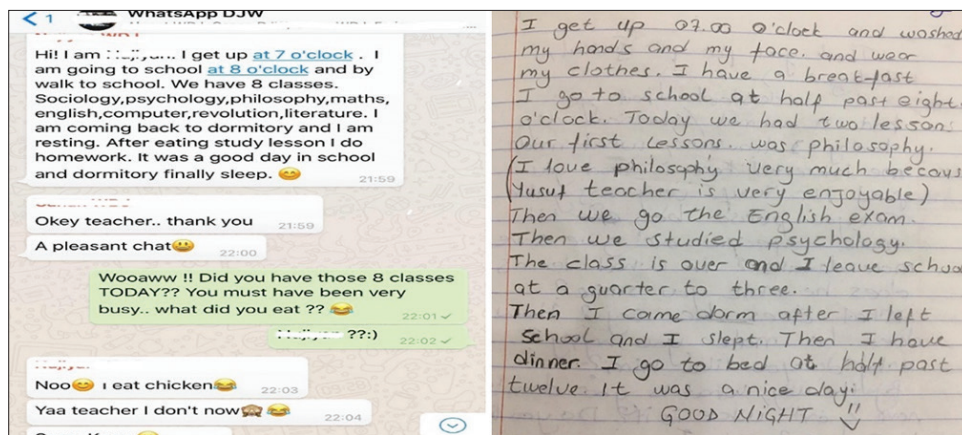 1
WhatsApp DJW
Hi! I am I get up at 7 o'clock . I
am going to school at 8 o'clock and by
walk to school. We have 8 classes.
Sociology,psychology,philosophy,maths,
english,computer,revolution,literature. I
am coming back to dormitory and I am
resting. After eating study lesson I do
homework. It was a good day in school
and dormitory finally sleep. 😊
21:59
Okey teacher.. thank you
21:59
A pleasant chat😀
22:00
Wooaww !! Did you have those 8 classes
TODAY?? You must have been very
busy.. what did you eat ?? 😂
22:01
??:)
22:02
Noo😊 ı eat chicken😂
22:03
Yaa teacher I don't now🙈😂
22:04
I get up 07.00 o'clock and washed
my hands and my face. and wear
my clothes. I have a breakfast
I go to school at half past eight
o'clock. Today we had two lesson
Our first lessons was philosophy.
(I love philosophy very much becaus
Yusuf teacher is very enjoyable)
Then we go the English exam.
Then we studied psychology.
The class is over and I leave schoo
at a quarter to three.
Then I came dorm after I left
school and I slept. Then I have
dinner. I go to bed at half past
twelve It was a nice day.
GOOD NIGHT !!